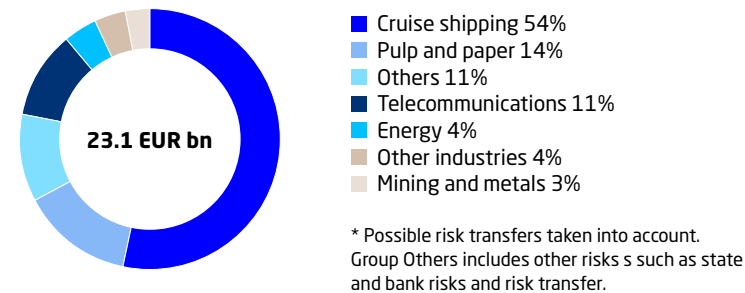 23.1 EUR bn
Cruise shipping 54%
Pulp and paper 14%
Others 11%
Telecommunications 11%
Energy 4%
Other industries 4%
Mining and metals 3%
* Possible risk transfers taken into account.
Group Others includes other risks s such as state
and bank risks and risk transfer.